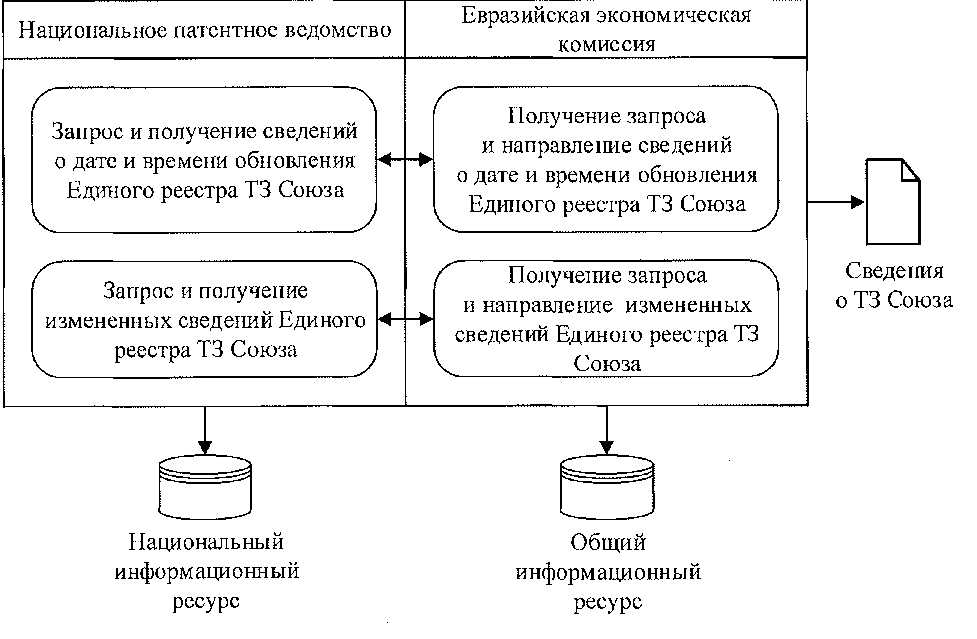 Национальное патентное ведомство
Евразийская экономическая
комиссия
Запрос и получение сведений
о дате и времени обновления
Единого реестра ТЗ Союза
Получение запроса
и направление сведений
о дате и времени обновления
Единого реестра ТЗ Союза
Запрос и получение
измененных сведений Единого
реестра ТЗ Союза
Получение запроса
и направление измененных
сведений Единого реестра ТЗ
Союза
Сведения
о ТЗ Союза
Национальный
информационный
ресурс
Общий
информационный
ресурс